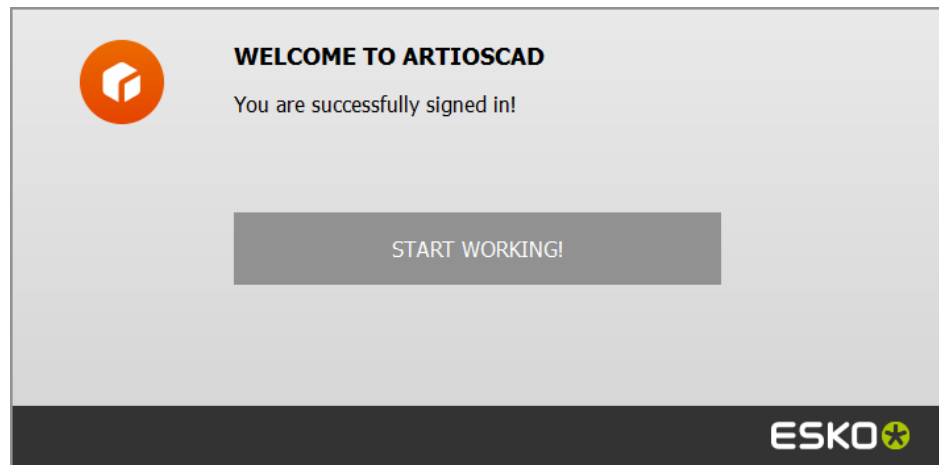 WELCOME TO ARTIOSCAD
You are successfully signed in!
START WORKING!
ESKO